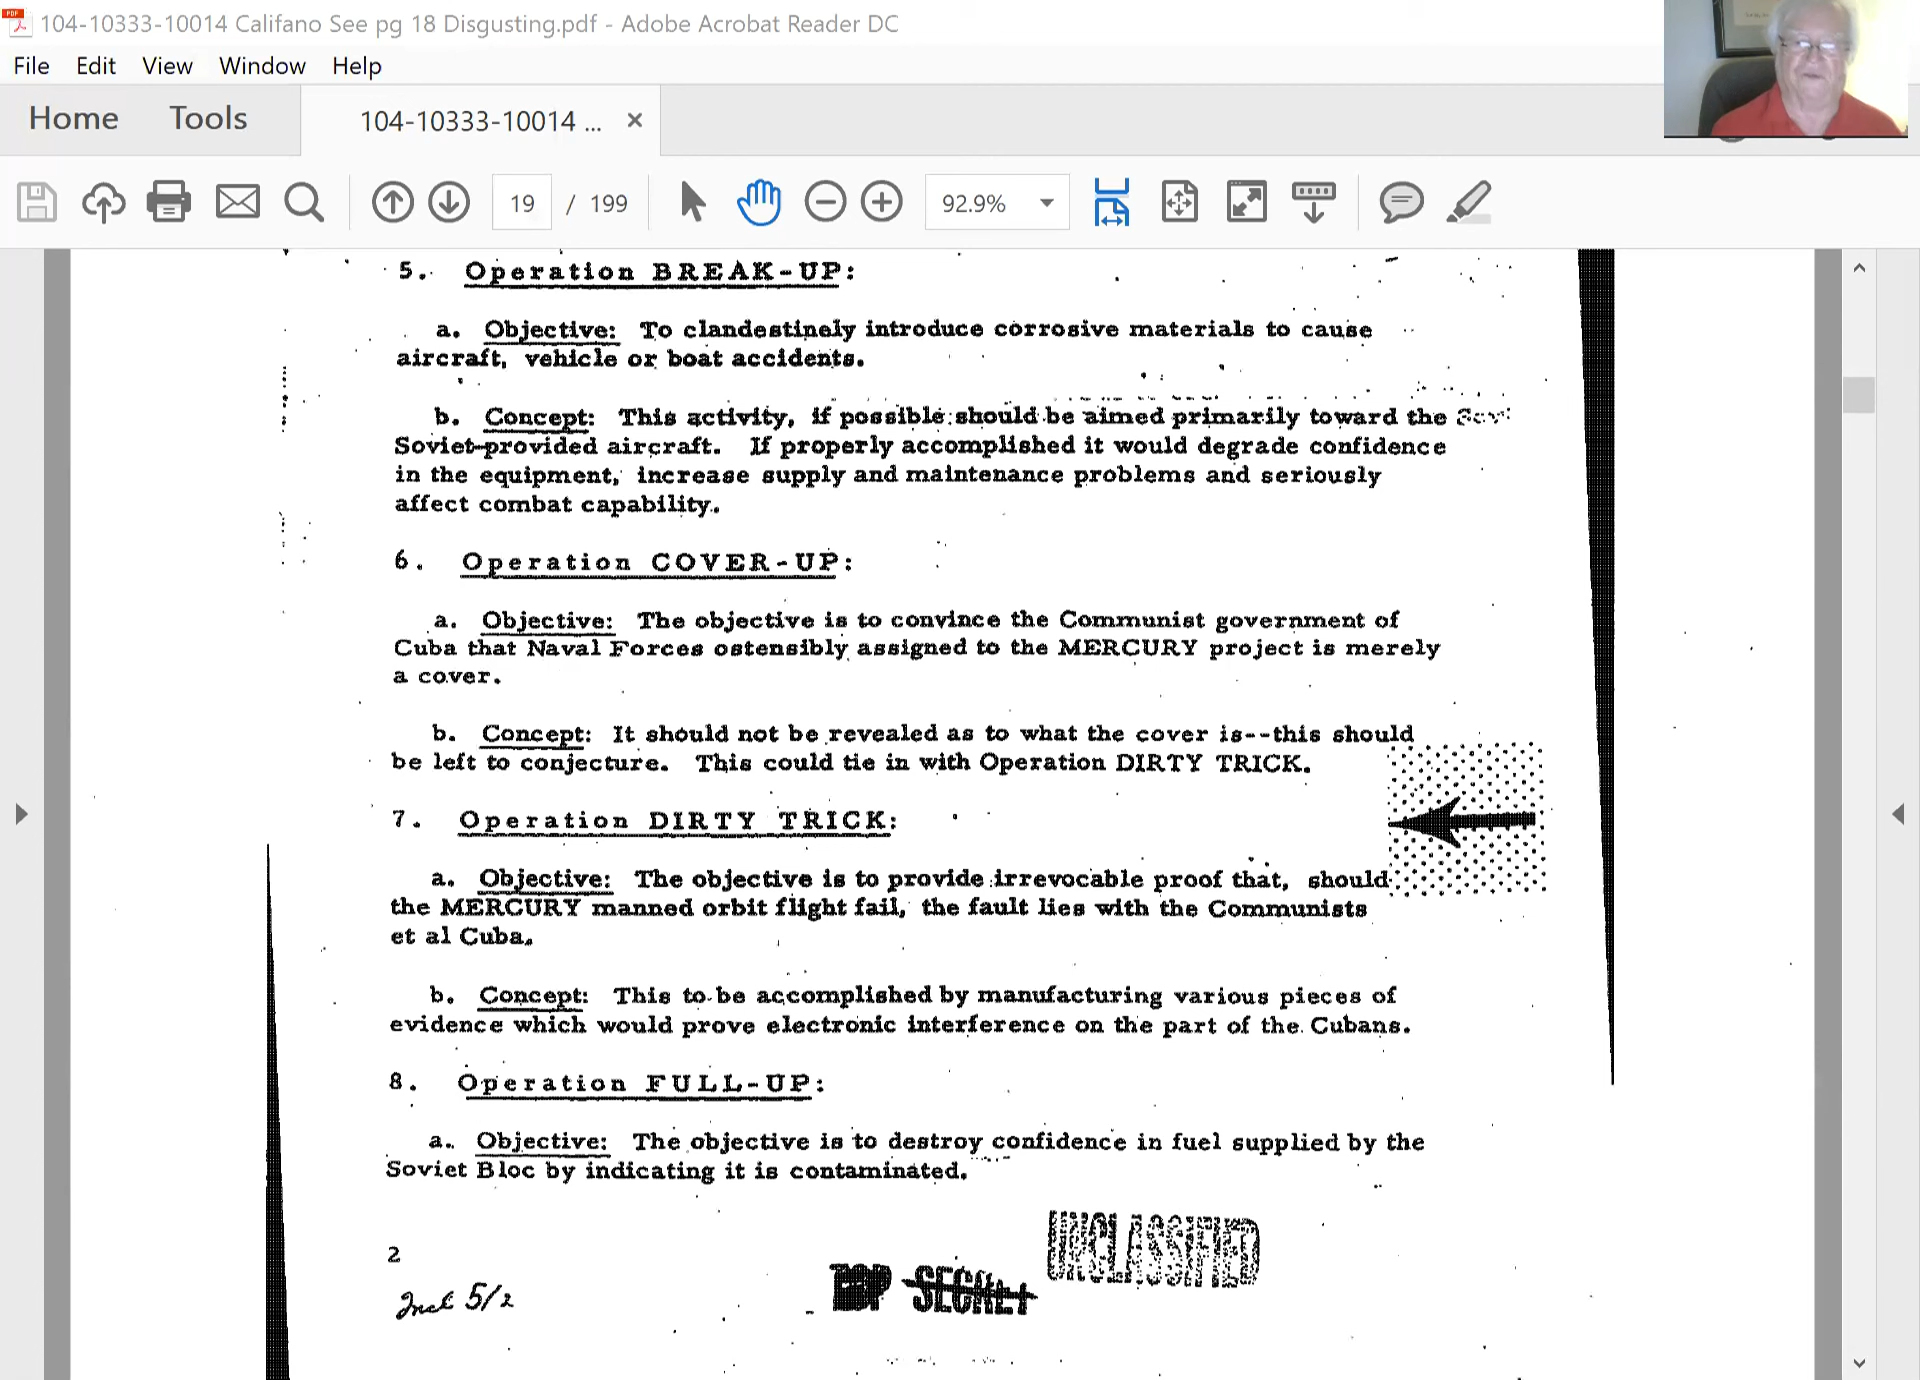 104-10333-10014 Califano See pg 18 Disgusting.pdf - Adobe Acrobat Reader DC
File Edit View Window Help
Home Tools 104-10333-10014 ... ×
19 / 199 92.9%
5. Operation BREAK-UP:
a. Objective: To clandestinely introduce corrosive materials to cause
aircraft, vehicle or boat accidents.
b. Concept: This activity, if possible should be aimed primarily toward the
Soviet-provided aircraft. If properly accomplished it would degrade confidence
in the equipment, increase supply and maintenance problems and seriously
affect combat capability.
6. Operation COVER-UP:
a. Objective: The objective is to convince the Communist government of
Cuba that Naval Forces ostensibly assigned to the MERCURY project is merely
a cover.
b. Concept: It should not be revealed as to what the cover is--this should
be left to conjecture. This could tie in with Operation DIRTY TRICK.
7. Operation DIRTY TRICK:
a. Objective: The objective is to provide irrevocable proof that, should
the MERCURY manned orbit flight fail, the fault lies with the Communists
et al Cuba.
b. Concept: This to be accomplished by manufacturing various pieces of
evidence which would prove electronic interference on the part of the Cubans.
8. Operation FULL-UP:
a. Objective: The objective is to destroy confidence in fuel supplied by the
Soviet Bloc by indicating it is contaminated.
UNCLASSIFIED
2
TOP SECRET
Incl 5/2